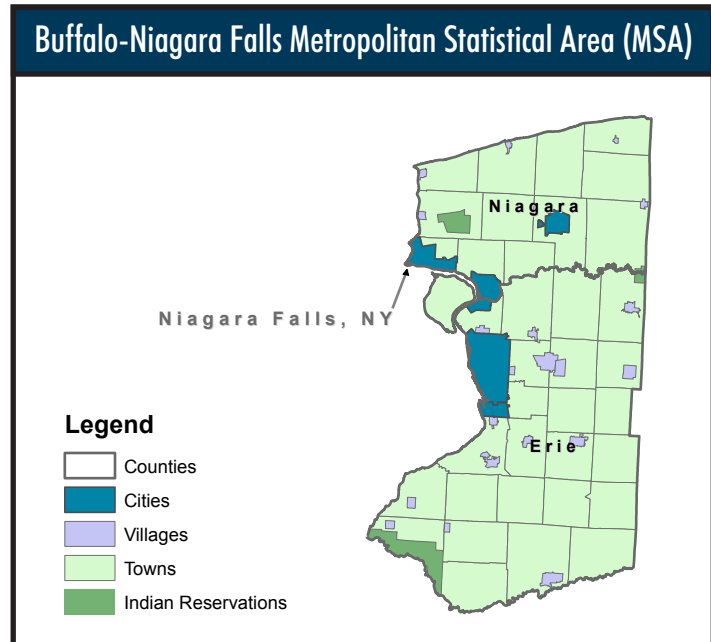 Buffalo-Niagara Falls Metropolitan Statistical Area (MSA)
Niagara
Niagara Falls, NY
Erie
Legend
Counties
Cities
Villages
Towns
Indian Reservations